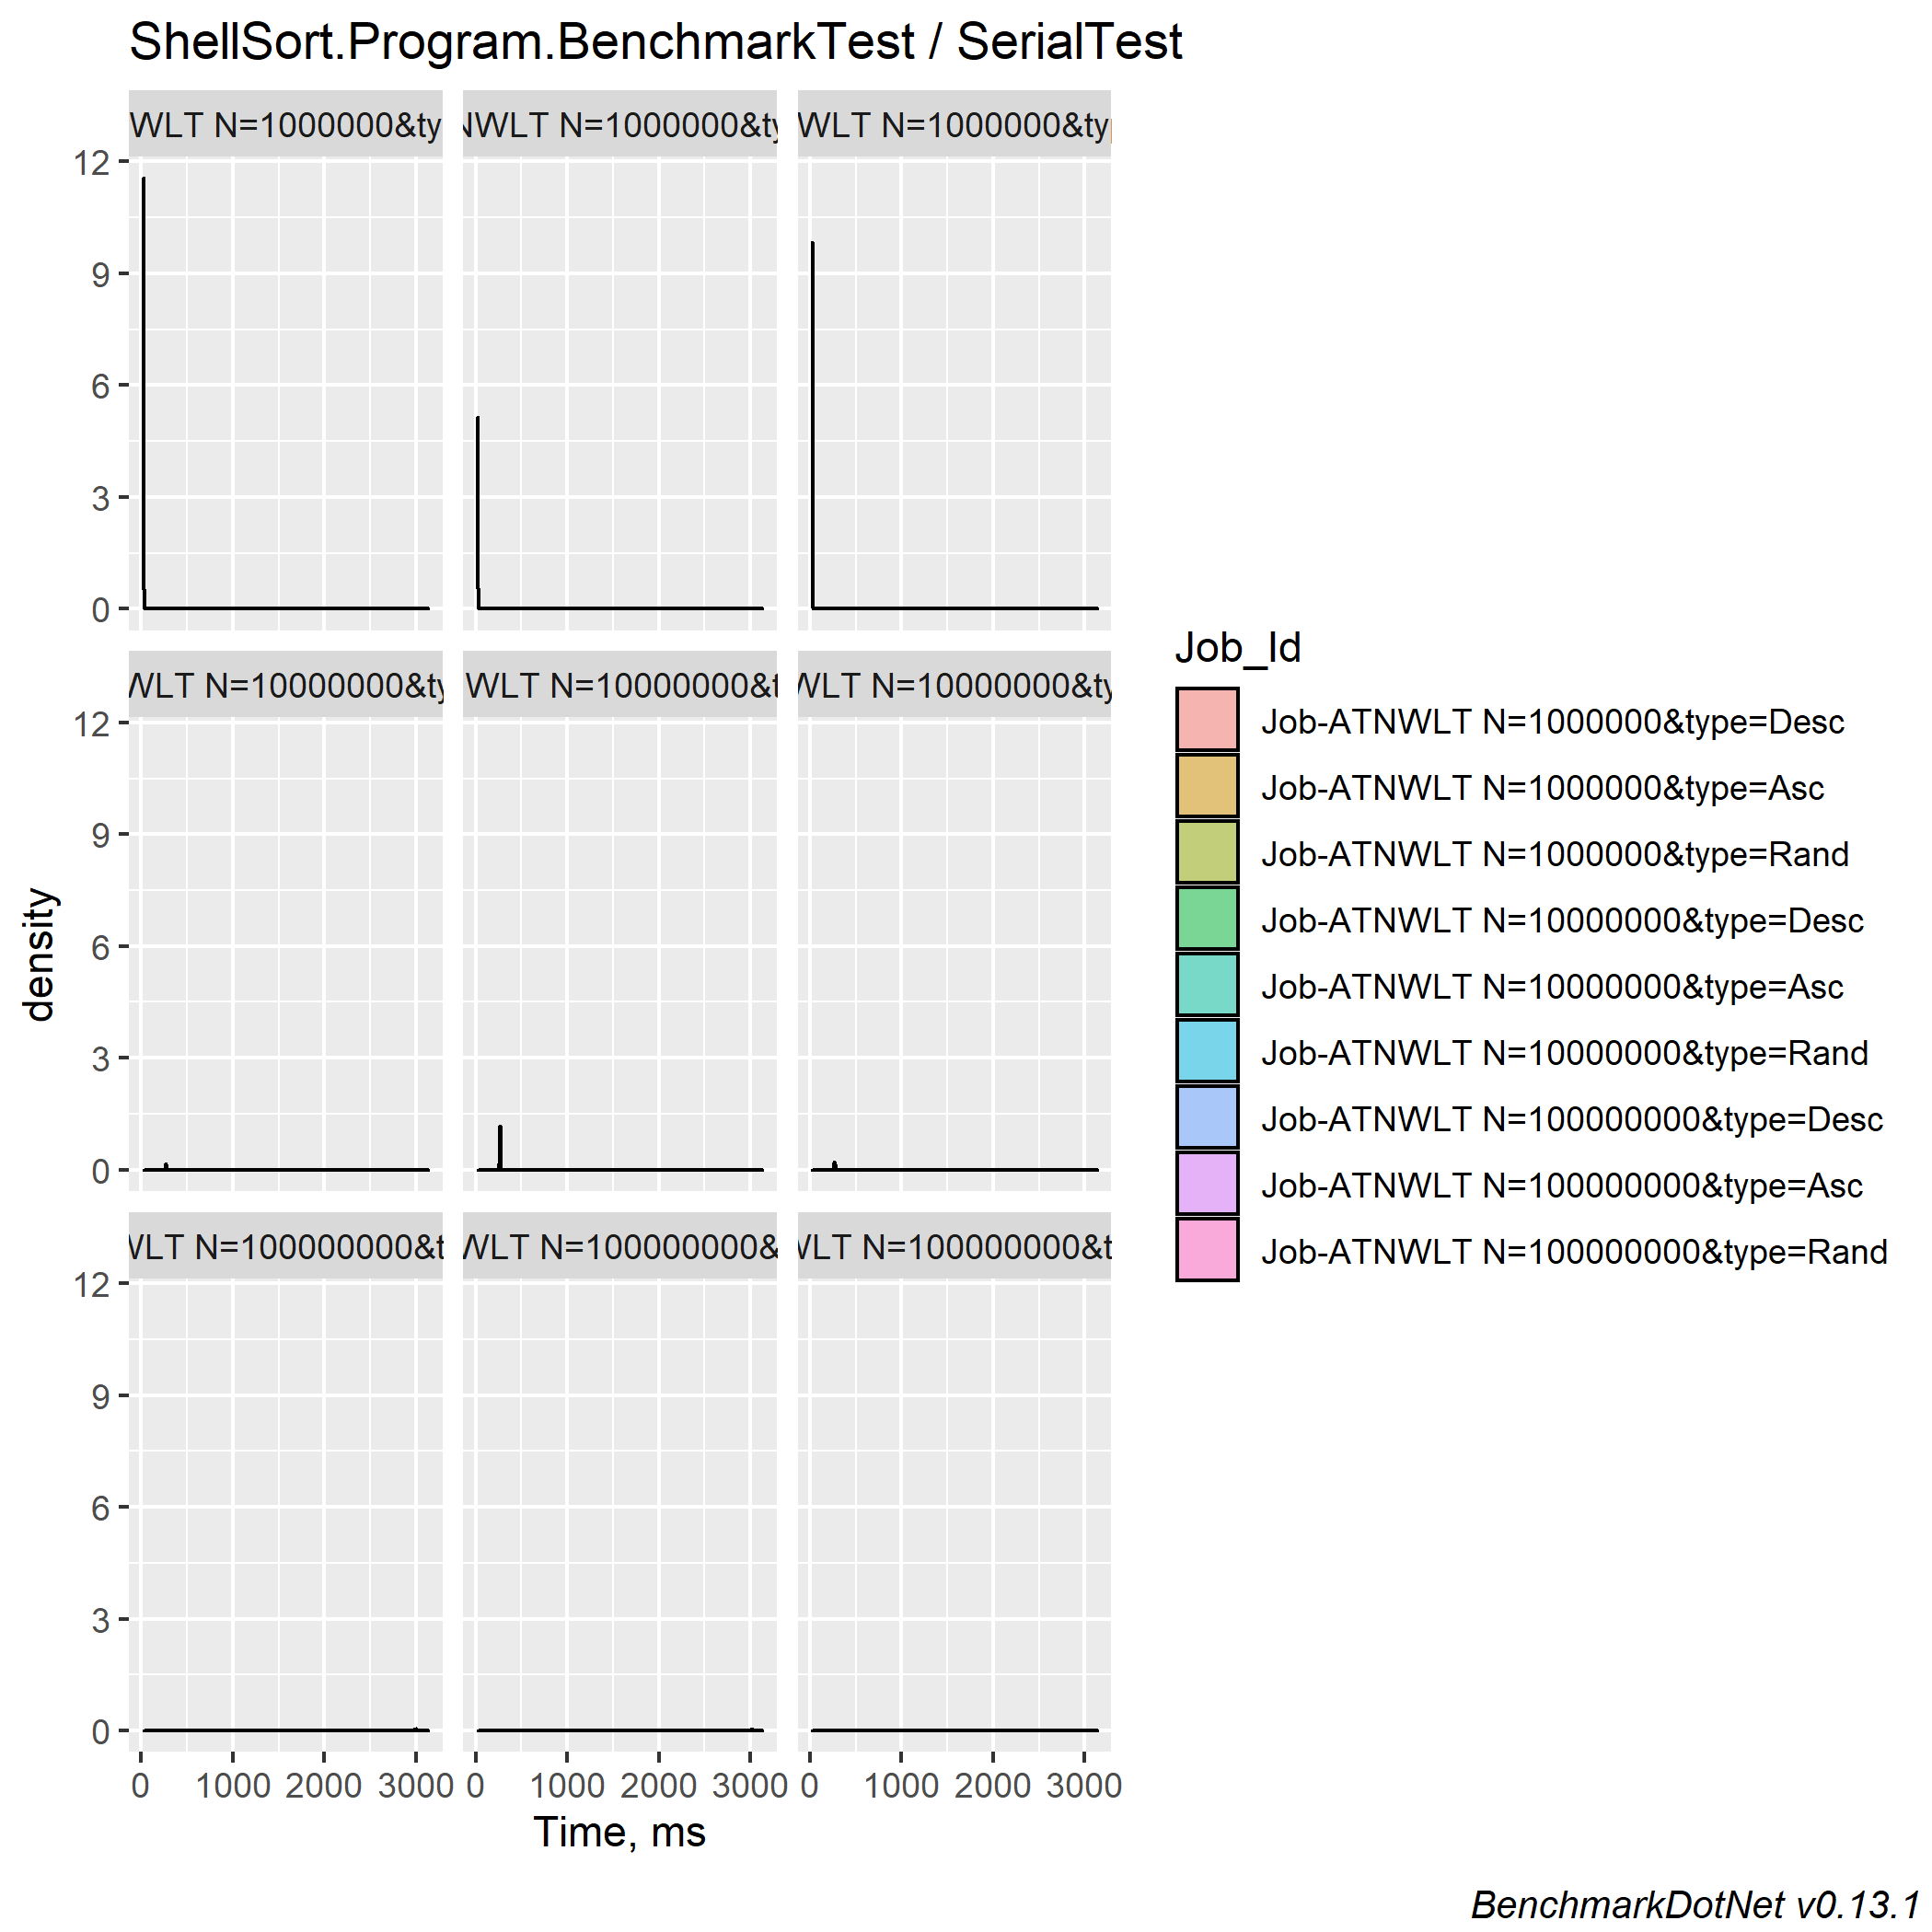 ShellSort.Program.BenchmarkTest / SerialTest
WLT N=1000000&ty
NWLT N=1000000&ty
WLT N=1000000&typ
12
9
6
3
0
WLT N=10000000&ty
WLT N=10000000&t
WLT N=10000000&ty
12
9
6
3
0
WLT N=100000000&t
WLT N=100000000&
WLT N=100000000&t
12
9
6
3
0
0 1000 2000 3000
0 1000 2000 3000
0 1000 2000 3000
Time, ms
density
Job_Id
Job-ATNWLT N=1000000&type=Desc
Job-ATNWLT N=1000000&type=Asc
Job-ATNWLT N=1000000&type=Rand
Job-ATNWLT N=10000000&type=Desc
Job-ATNWLT N=10000000&type=Asc
Job-ATNWLT N=10000000&type=Rand
Job-ATNWLT N=100000000&type=Desc
Job-ATNWLT N=100000000&type=Asc
Job-ATNWLT N=100000000&type=Rand
BenchmarkDotNet v0.13.1